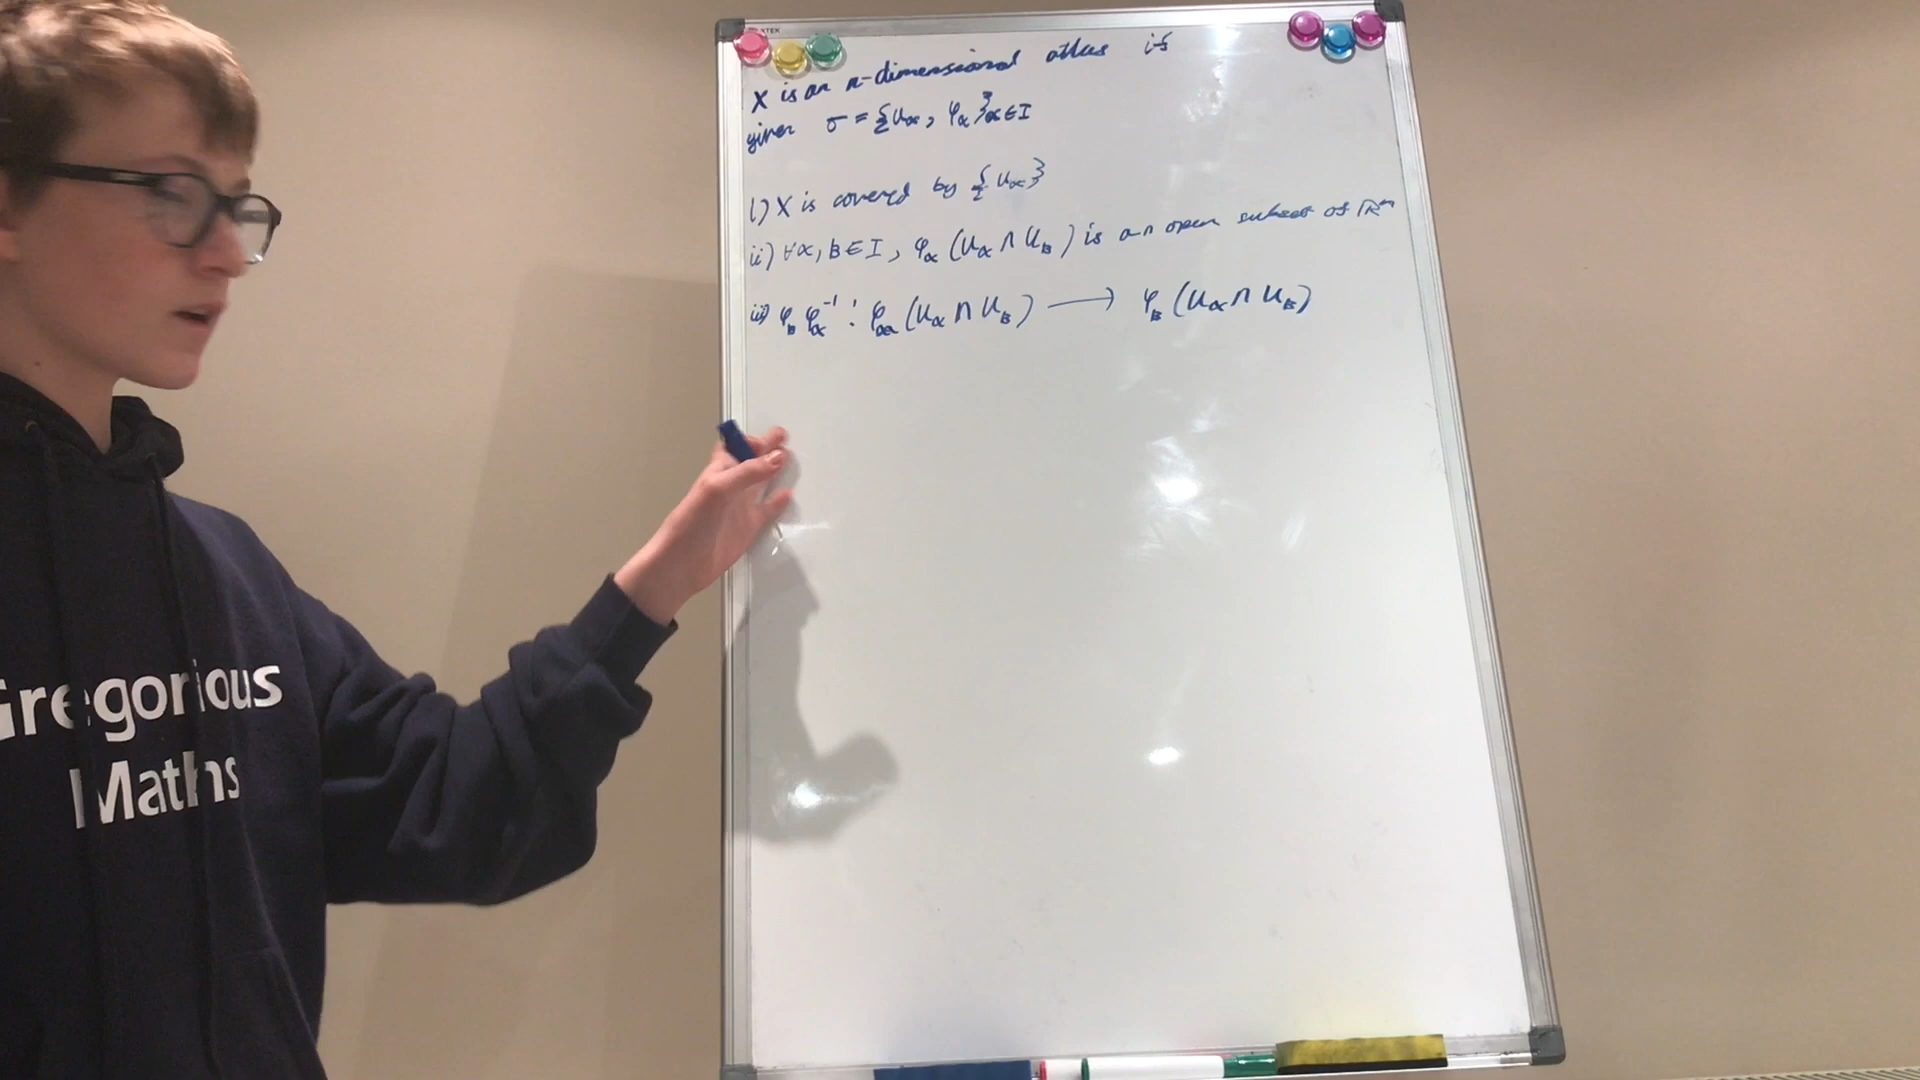 X is an n-dimensional atlas if
given σ = {Uα, φα}α∈I
i) X is covered by {Uα}
ii) ∀α, β ∈ I, φα (Uα ∩ Uβ) is an open subset of ℝⁿ
iii) φβ φα⁻¹ : φα (Uα ∩ Uβ) ⟶ φβ (Uα ∩ Uβ)
Gregorious
Maths